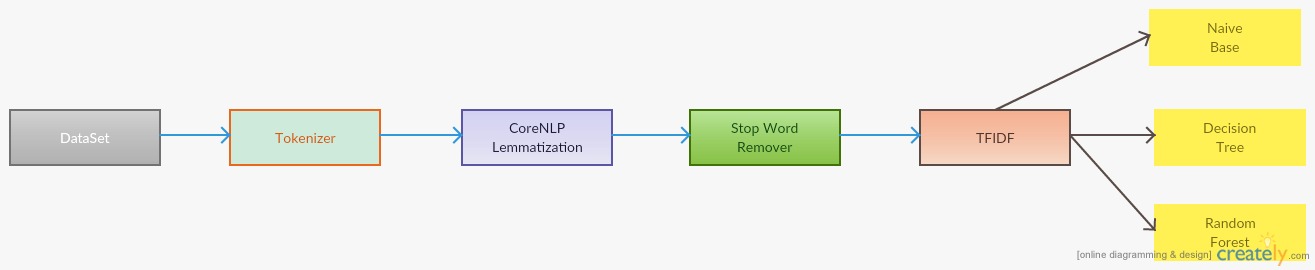 DataSet
Tokenizer
CoreNLP
Lemmatization
Stop Word
Remover
TFIDF
Naive
Base
Decision
Tree
Random
Forest
[online diagramming & design] creately.com